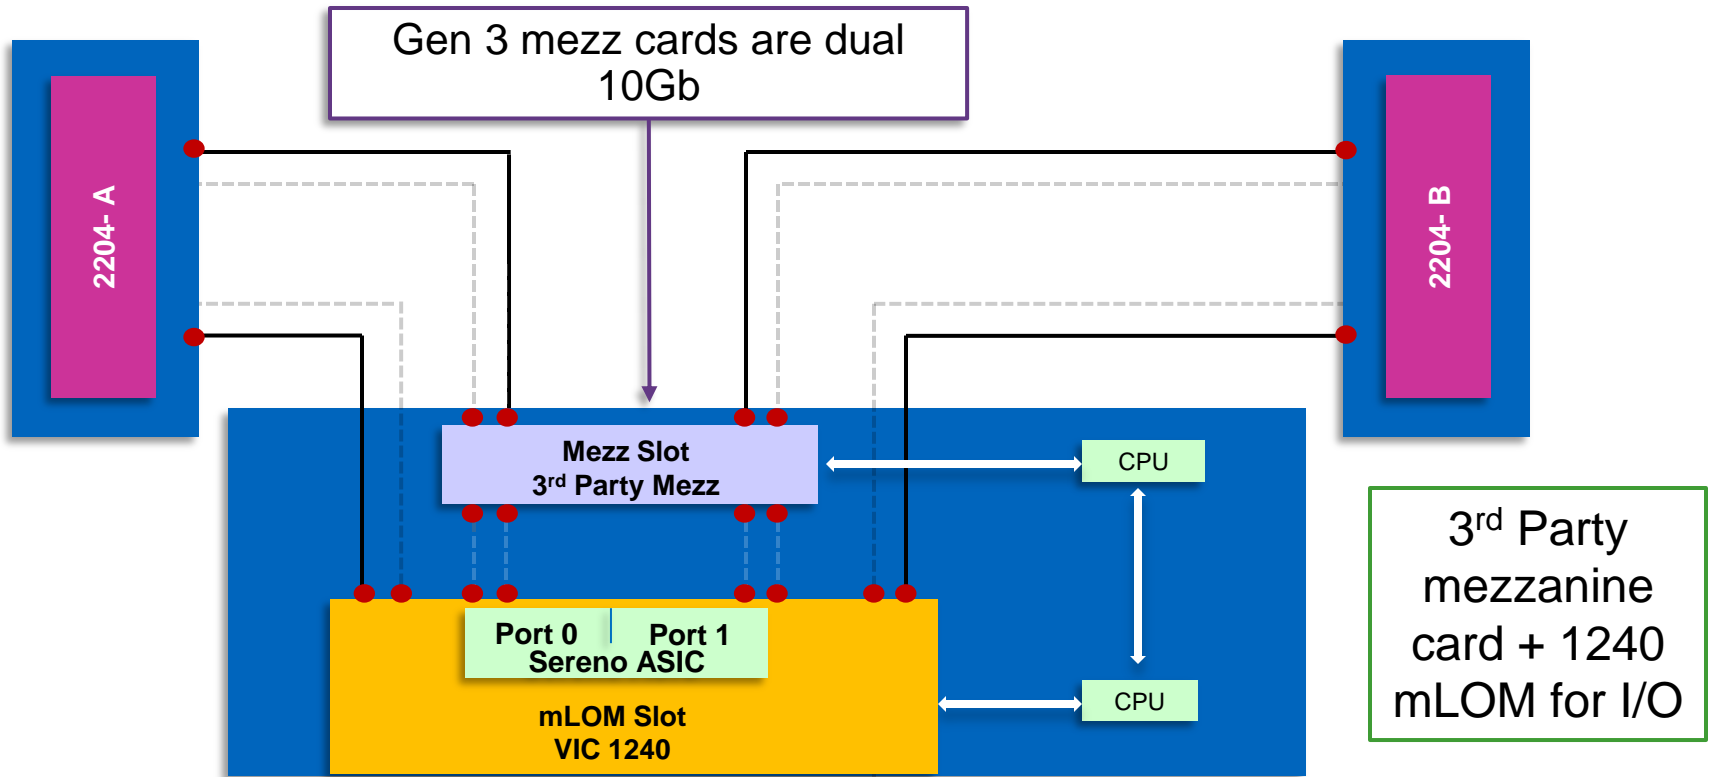 Gen 3 mezz cards are dual
10Gb
2204- A
2204- B
Mezz Slot
3rd Party Mezz
CPU
Port 0
Port 1
Sereno ASIC
mLOM Slot
VIC 1240
CPU
3rd Party
mezzanine
card + 1240
mLOM for I/O